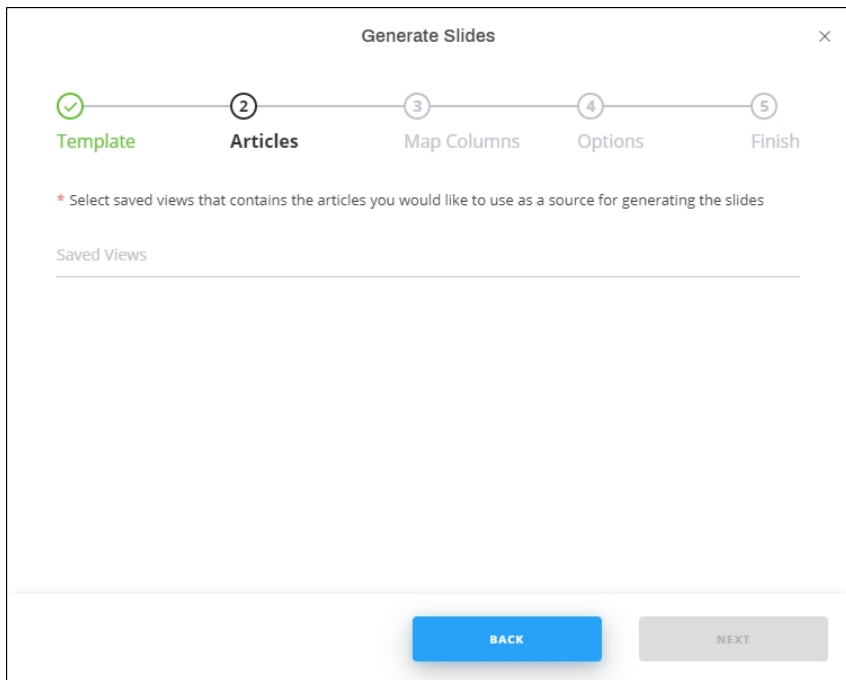 Generate Slides
2 3 4 5
Template Articles Map Columns Options Finish
* Select saved views that contains the articles you would like to use as a source for generating the slides
Saved Views
BACK NEXT